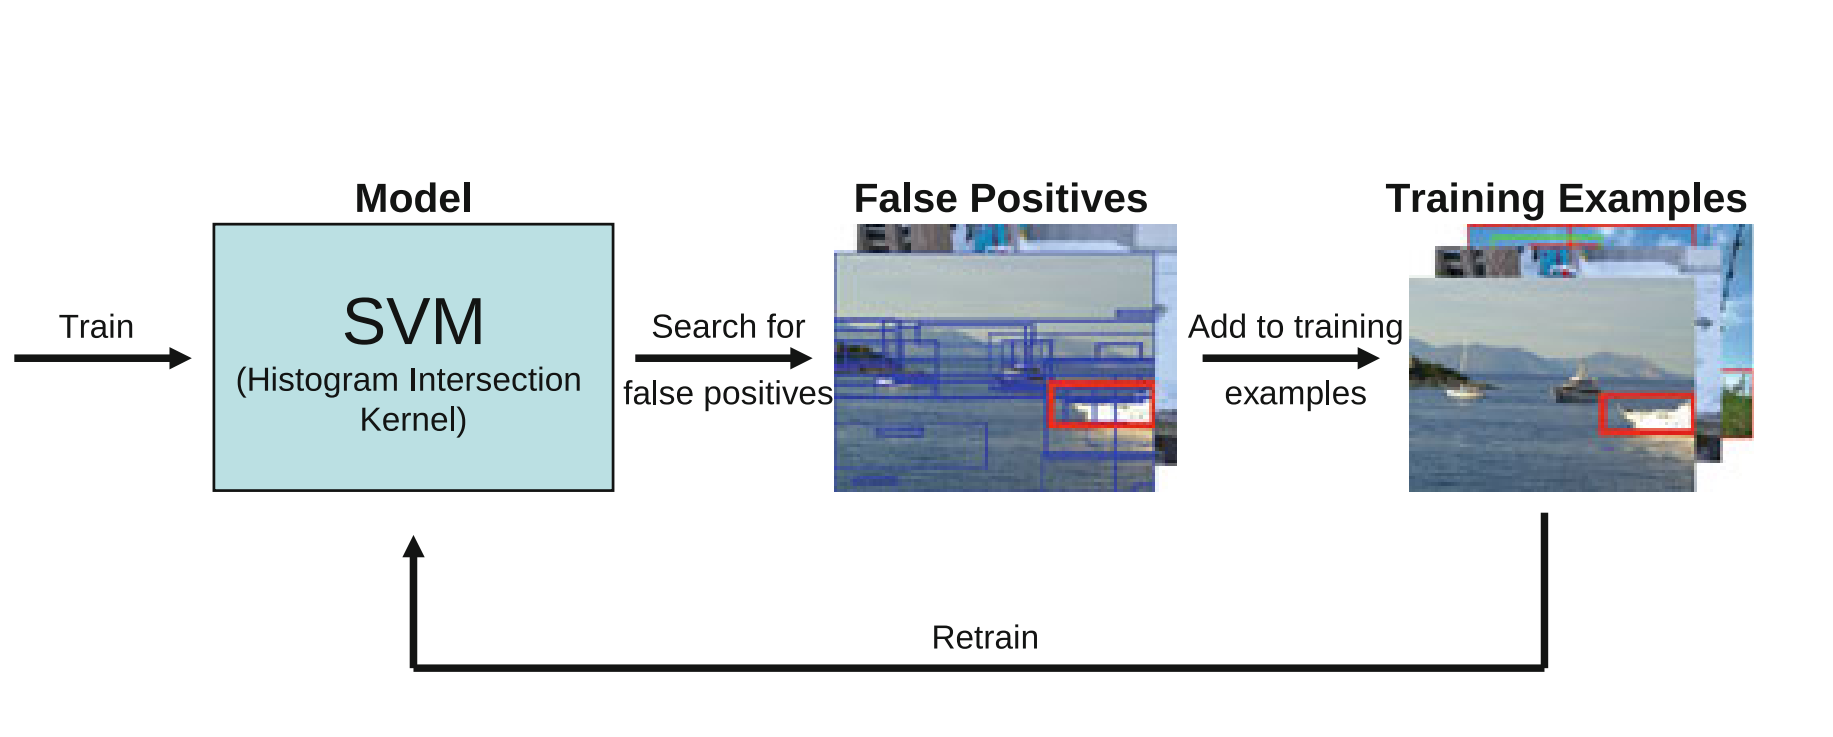 Model
False Positives
Training Examples
Train
SVM
(Histogram Intersection
Kernel)
Search for
false positives
Add to training
examples
Retrain